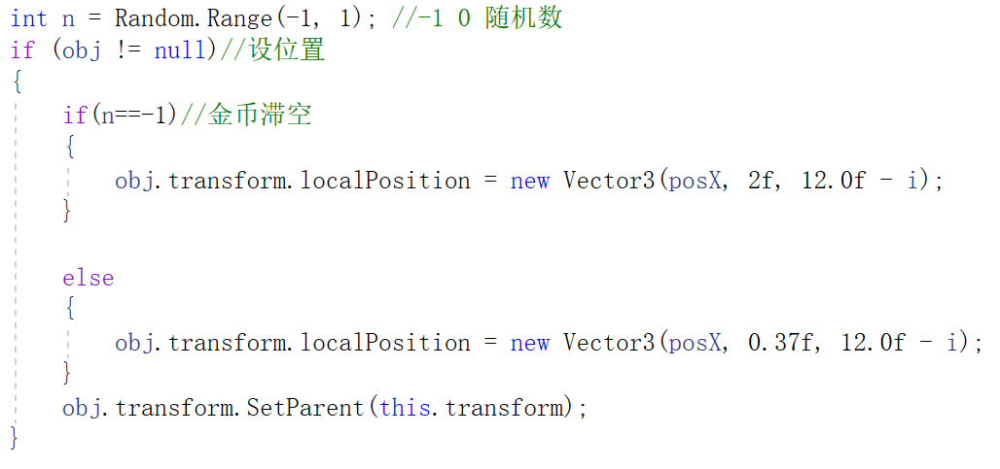 int n = Random.Range(-1, 1); //-1 0 随机数
if (obj != null)//设位置
{
if(n==-1)//金币滞空
{
obj.transform.localPosition = new Vector3(posX, 2f, 12.0f - i);
}
else
{
obj.transform.localPosition = new Vector3(posX, 0.37f, 12.0f - i);
}
obj.transform.SetParent(this.transform);
}